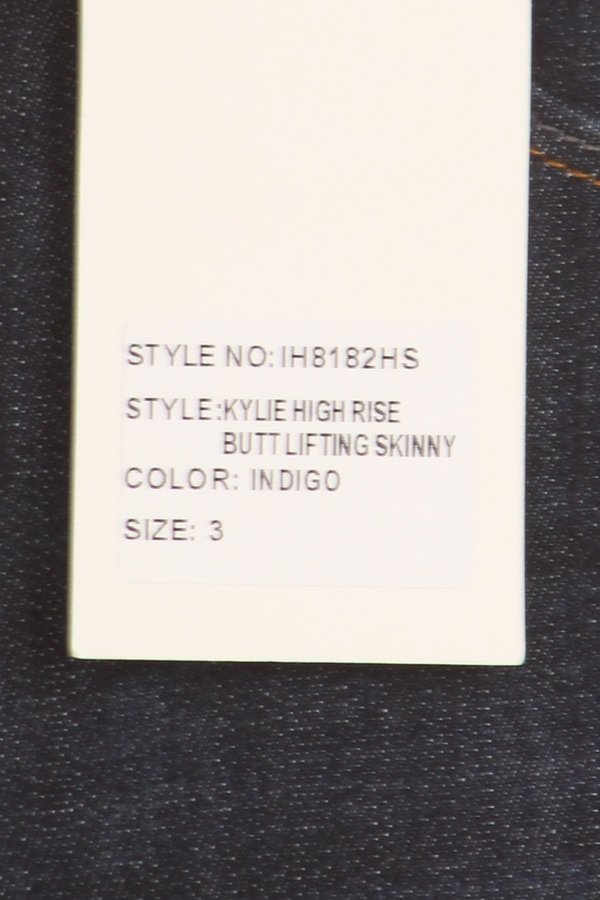 STYLE NO: IH8182HS
STYLE: KYLIE HIGH RISE
BUTT LIFTING SKINNY
COLOR: INDIGO
SIZE: 3